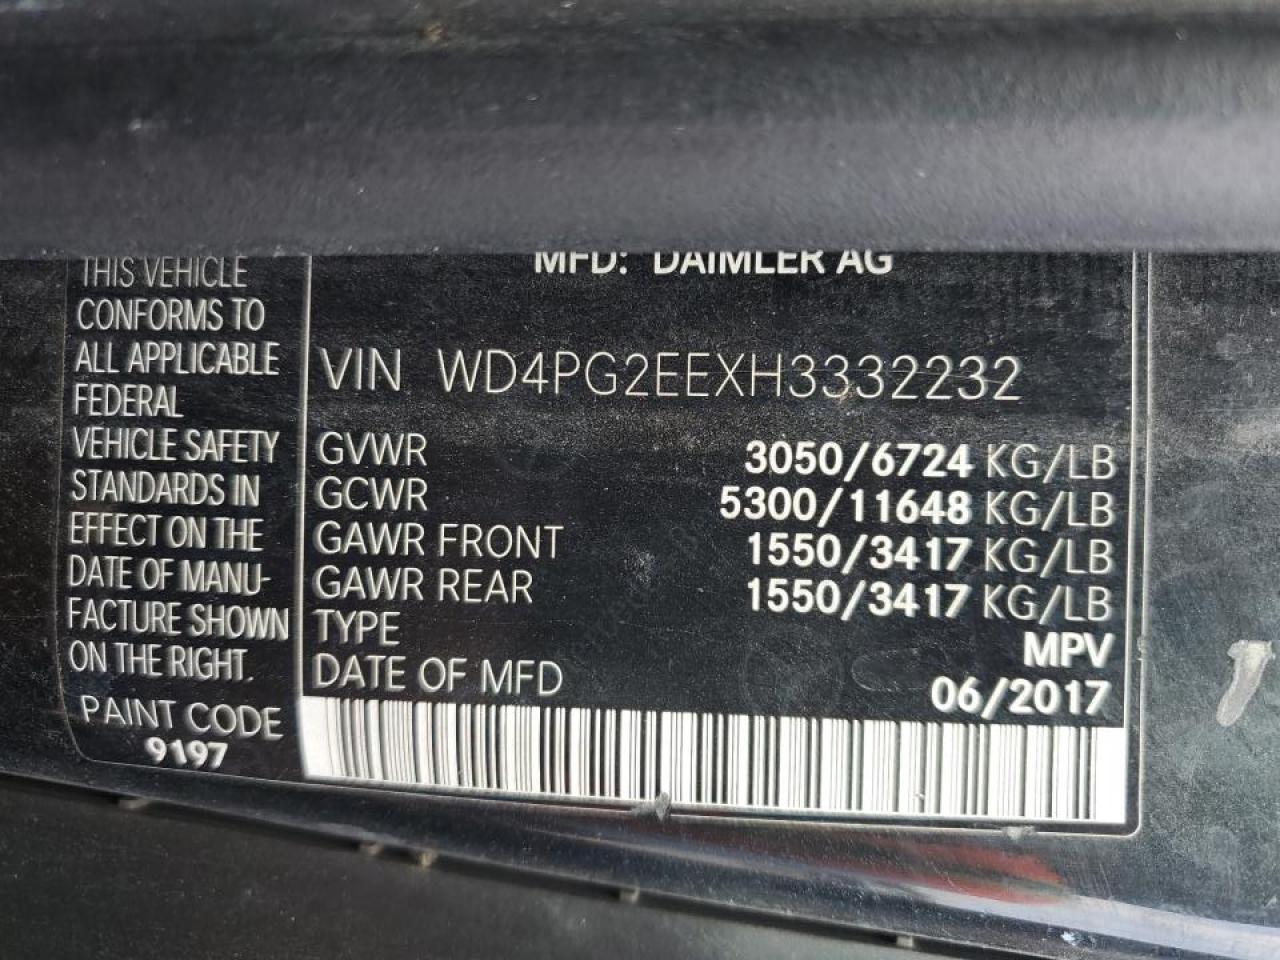 THIS VEHICLE
CONFORMS TO
ALL APPLICABLE
FEDERAL
VEHICLE SAFETY
STANDARDS IN
EFFECT ON THE
DATE OF MANU-
FACTURE SHOWN
ON THE RIGHT.
PAINT CODE
9197
MFD: DAIMLER AG
VIN WD4PG2EEXH3332232
GVWR 3050/6724 KG/LB
GCWR 5300/11648 KG/LB
GAWR FRONT 1550/3417 KG/LB
GAWR REAR 1550/3417 KG/LB
TYPE MPV
DATE OF MFD 06/2017